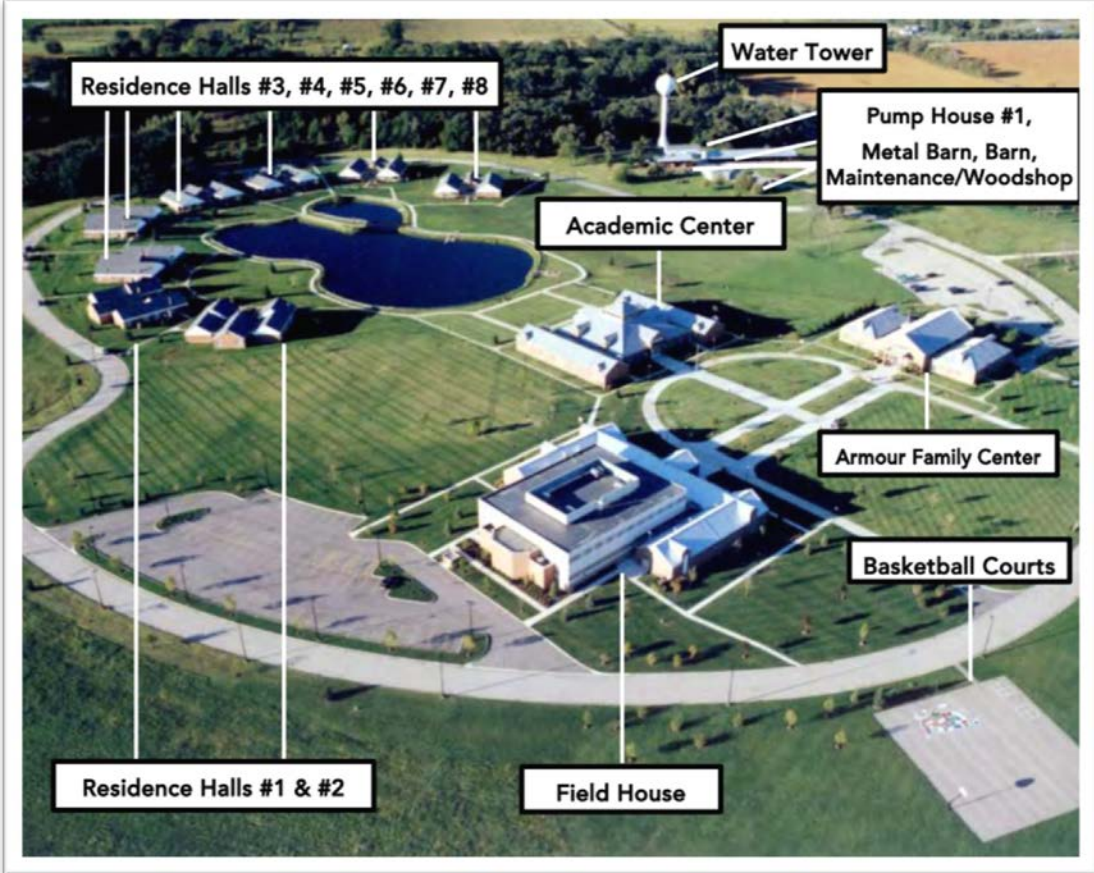 Water Tower
Residence Halls #3, #4, #5, #6, #7, #8
Pump House #1,
Metal Barn, Barn,
Maintenance/Woodshop
Academic Center
Armour Family Center
Basketball Courts
Residence Halls #1 & #2
Field House